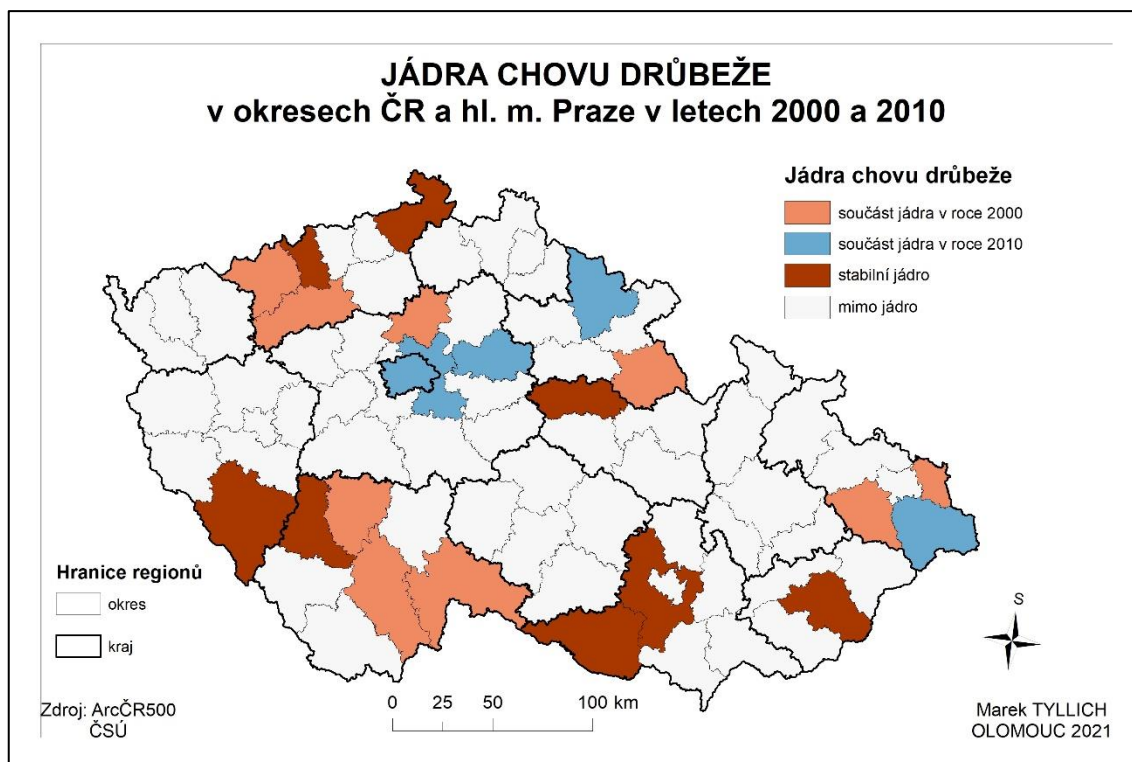 JÁDRA CHOVU DRŮBEŽE
v okresech ČR a hl. m. Praze v letech 2000 a 2010
Jádra chovu drůbeže
součást jádra v roce 2000
součást jádra v roce 2010
stabilní jádro
mimo jádro
Hranice regionů
okres
kraj
S
0 25 50 100 km
Zdroj: ArcČR500
ČSÚ
Marek TYLLICH
OLOMOUC 2021